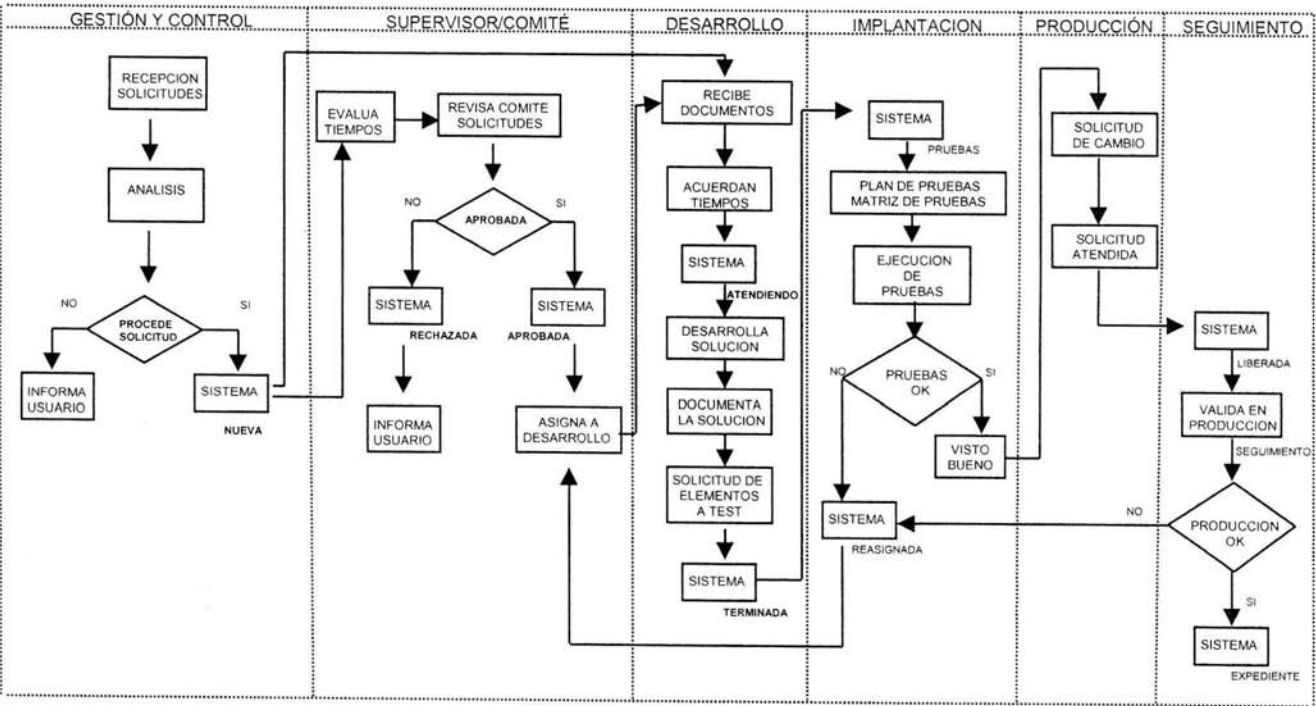 GESTIÓN Y CONTROL
SUPERVISOR/COMITÉ
DESARROLLO
IMPLANTACION
PRODUCCIÓN
SEGUIMIENTO
RECEPCION
SOLICITUDES
ANALISIS
NO
SI
PROCEDE
SOLICITUD
INFORMA
USUARIO
SISTEMA
NUEVA
EVALUA
TIEMPOS
REVISA COMITE
SOLICITUDES
NO
SI
APROBADA
SISTEMA
RECHAZADA
SISTEMA
APROBADA
INFORMA
USUARIO
ASIGNA A
DESARROLLO
RECIBE
DOCUMENTOS
ACUERDAN
TIEMPOS
SISTEMA
ATENDIENDO
DESARROLLA
SOLUCION
DOCUMENTA
LA SOLUCION
SOLICITUD DE
ELEMENTOS
A TEST
SISTEMA
TERMINADA
SISTEMA
PRUEBAS
PLAN DE PRUEBAS
MATRIZ DE PRUEBAS
EJECUCION
DE
PRUEBAS
NO
SI
PRUEBAS
OK
VISTO
BUENO
SISTEMA
REASIGNADA
SOLICITUD
DE CAMBIO
SOLICITUD
ATENDIDA
SISTEMA
LIBERADA
VALIDA EN
PRODUCCION
SEGUIMIENTO
NO
PRODUCCION
OK
SI
SISTEMA
EXPEDIENTE